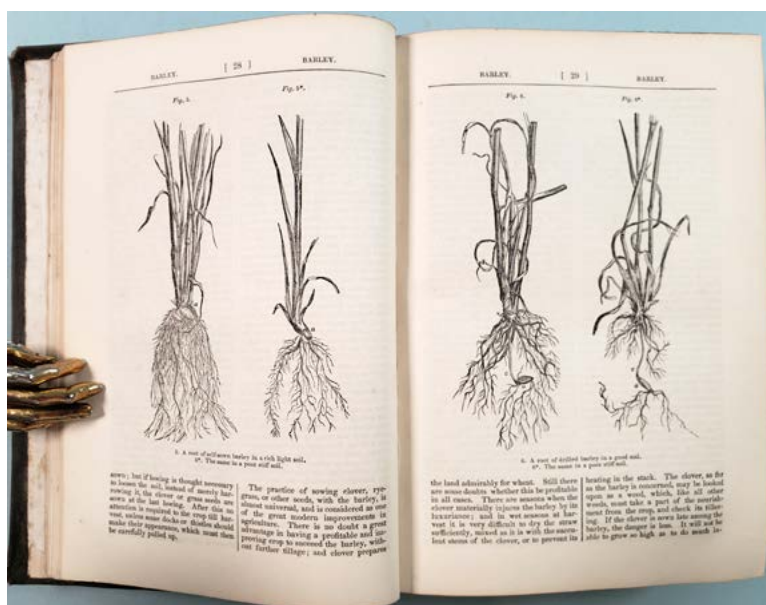 BARLEY. [ 28 ] BARLEY.
Fig. 5. Fig. 5*.
5. A root of self-sown barley in a rich light soil.
5*. The same in a poor stiff soil.
sown; but if loosing is thought necessary
to loosen the soil, instead of merely har-
rowing it, the clover or grass seeds are
sown at the last hoeing. After this no
attention is required to the crop till har-
vest, unless some docks or thistles should
make their appearance, which must then
be carefully pulled up.
The practice of sowing clover, rye-
grass, or other seeds, with the barley, is
almost universal, and is considered as one
of the great modern improvements in
agriculture. There is no doubt a great
advantage in having a profitable and im-
proving crop to succeed the barley, with-
out further tillage; and clover prepares
BARLEY. [ 29 ] BARLEY.
Fig. 6. Fig. 6*.
6. A root of drilled barley in a good soil.
6*. The same in a poor stiff soil.
the land admirably for wheat. Still there
are some doubts whether this be profitable
in all cases. There are seasons when the
clover materially injures the barley by its
luxuriance; and in wet seasons at har-
vest it is very difficult to dry the straw
sufficiently, mixed as it is with the succu-
lent stems of the clover, or to prevent its
heating in the stack. The clover, as far
as the barley is concerned, may be looked
upon as a weed, which, like all other
weeds, must take a part of the nourish-
ment from the crop, and check its tiller-
ing. If the clover is sown late among the
barley, the danger is less. It will not be
able to grow so high as to do much in-